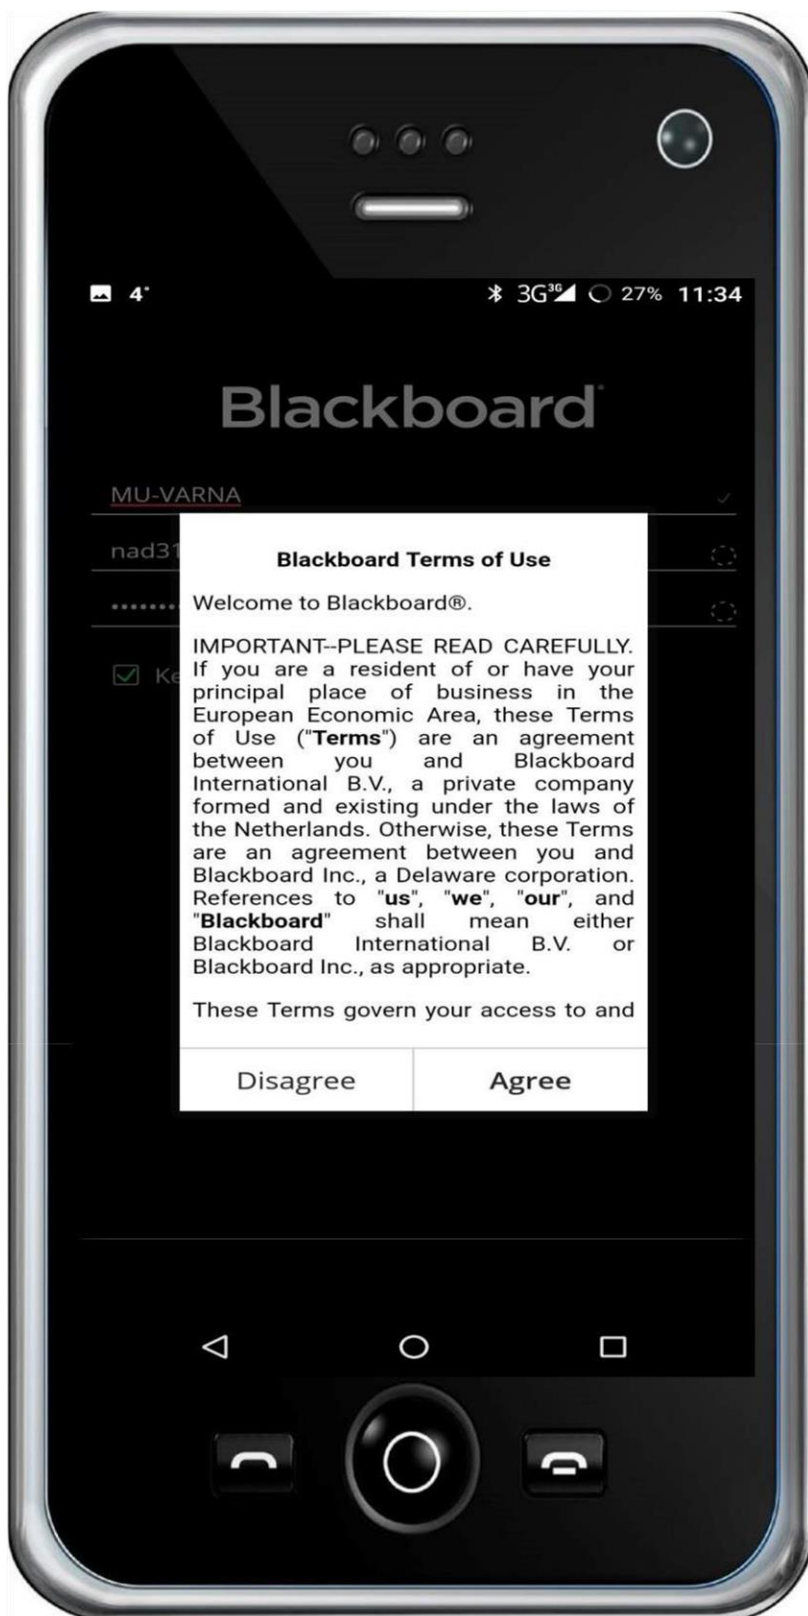 4°
3G 3G 27% 11:34
Blackboard
MU-VARNA
nad31
Ke
Blackboard Terms of Use
Welcome to Blackboard®.
IMPORTANT--PLEASE READ CAREFULLY.
If you are a resident of or have your
principal place of business in the
European Economic Area, these Terms
of Use ("Terms") are an agreement
between you and Blackboard
International B.V., a private company
formed and existing under the laws of
the Netherlands. Otherwise, these Terms
are an agreement between you and
Blackboard Inc., a Delaware corporation.
References to "us", "we", "our", and
"Blackboard" shall mean either
Blackboard International B.V. or
Blackboard Inc., as appropriate.
These Terms govern your access to and
Disagree Agree